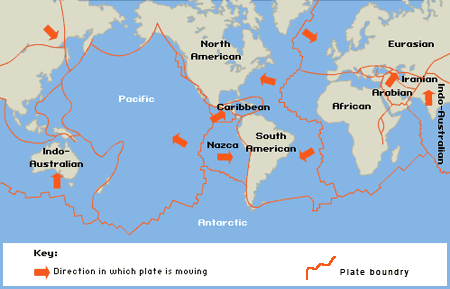 North
American
Eurasian
Iranian
Arabian
Indo-Australian
Pacific
Caribbean
African
Indo-
Australian
Nazca
South
American
Antarctic
Key:
Direction in which plate is moving
Plate boundry